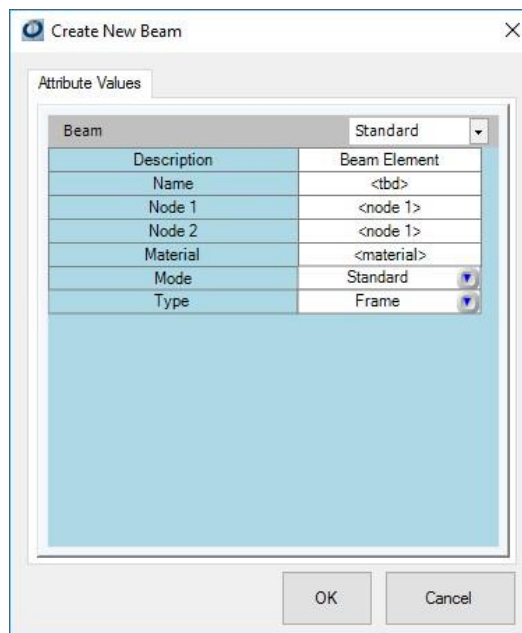 Create New Beam
Attribute Values
Beam Standard
Description Beam Element
Name <tbd>
Node 1 <node 1>
Node 2 <node 1>
Material <material>
Mode Standard
Type Frame
OK Cancel